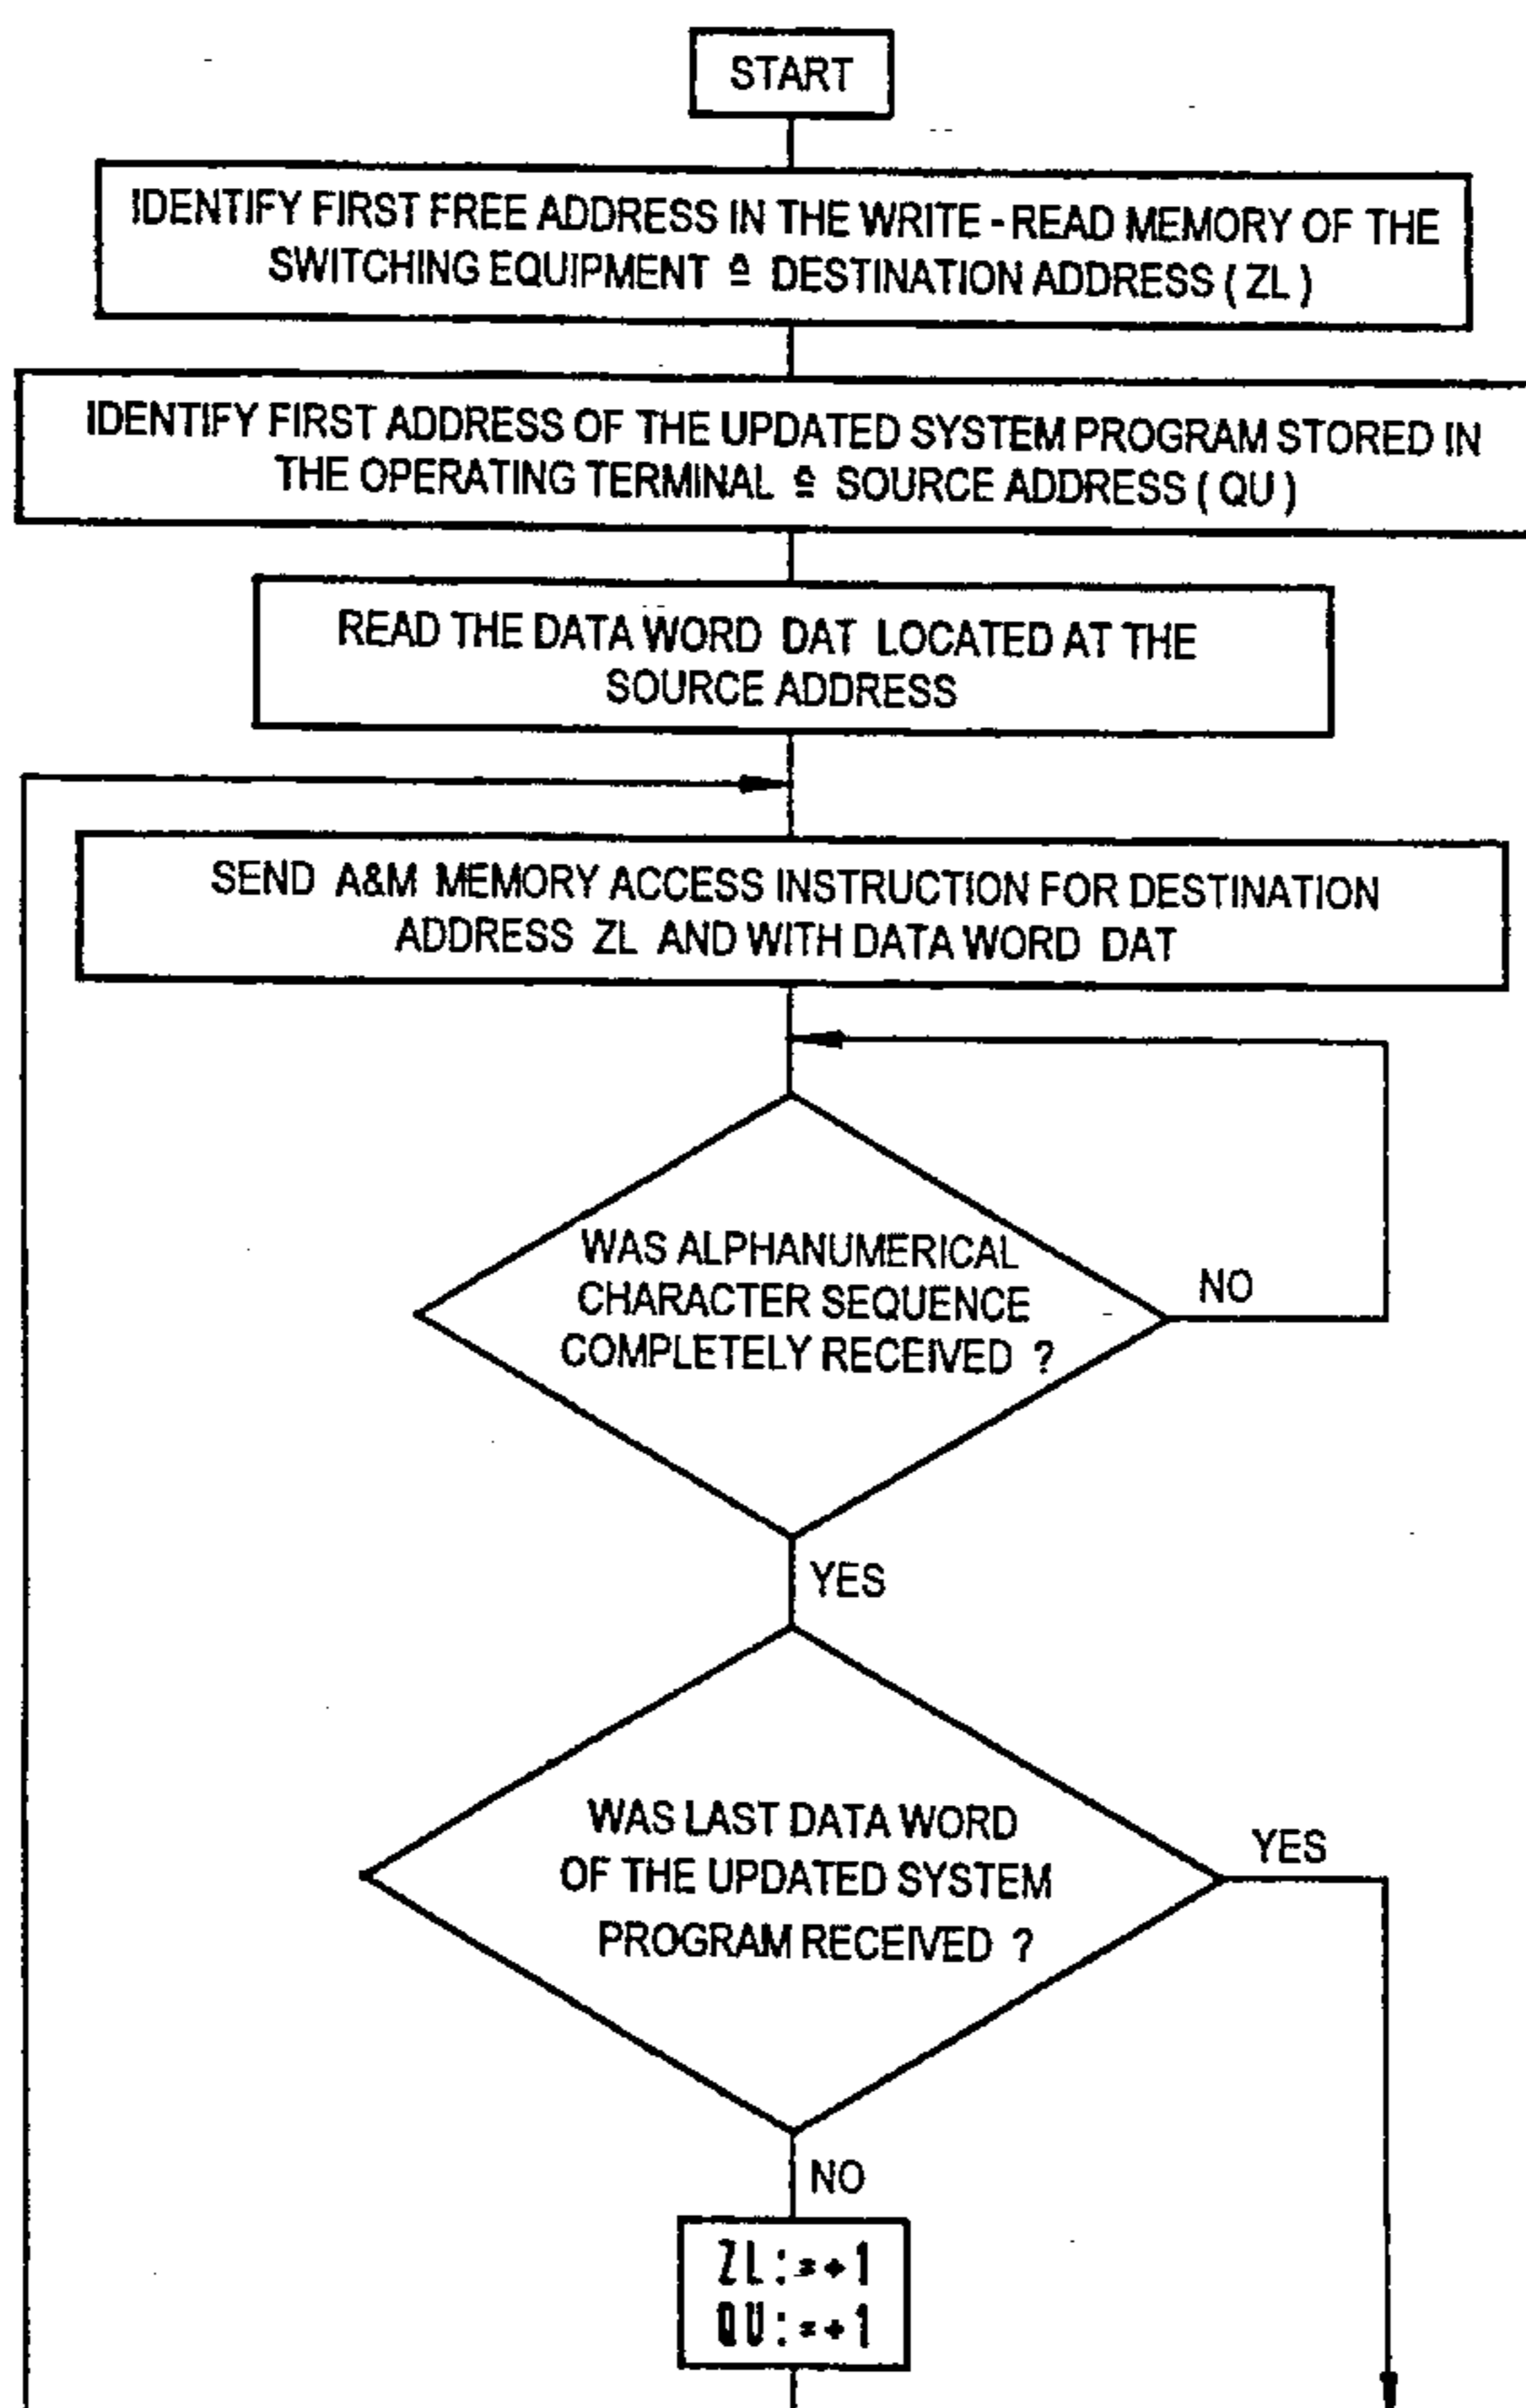 START
IDENTIFY FIRST FREE ADDRESS IN THE WRITE - READ MEMORY OF THE
SWITCHING EQUIPMENT ≙ DESTINATION ADDRESS ( ZL )
IDENTIFY FIRST ADDRESS OF THE UPDATED SYSTEM PROGRAM STORED IN
THE OPERATING TERMINAL ≙ SOURCE ADDRESS ( QU )
READ THE DATA WORD DAT LOCATED AT THE
SOURCE ADDRESS
SEND A&M MEMORY ACCESS INSTRUCTION FOR DESTINATION
ADDRESS ZL AND WITH DATA WORD DAT
WAS ALPHANUMERICAL
CHARACTER SEQUENCE
COMPLETELY RECEIVED ?
NO
YES
WAS LAST DATA WORD
OF THE UPDATED SYSTEM
PROGRAM RECEIVED ?
YES
NO
ZL:=+1
QU:=+1